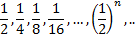 1/2, 1/4, 1/8, 1/16, ..., (1/2)^n, ..